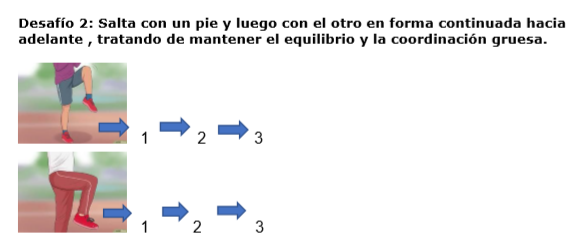 Desafío 2: Salta con un pie y luego con el otro en forma continuada hacia
adelante , tratando de mantener el equilibrio y la coordinación gruesa.
1 2 3
1 2 3